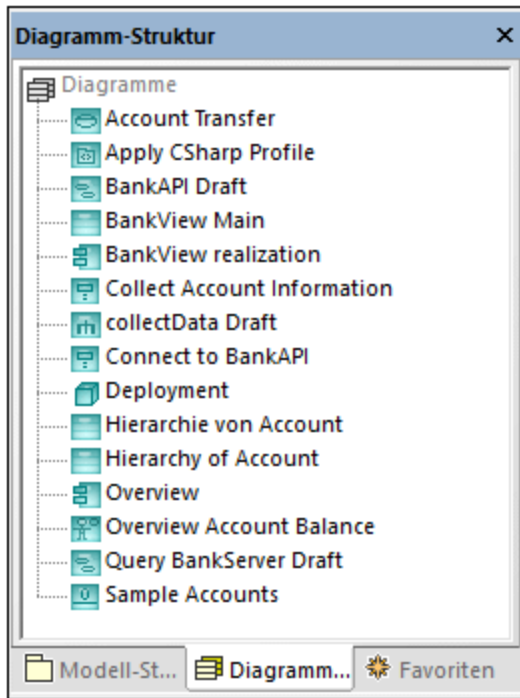 Diagramm-Struktur
Diagramme
Account Transfer
Apply CSharp Profile
BankAPI Draft
BankView Main
BankView realization
Collect Account Information
collectData Draft
Connect to BankAPI
Deployment
Hierarchie von Account
Hierarchy of Account
Overview
Overview Account Balance
Query BankServer Draft
Sample Accounts
Modell-St... Diagramm... Favoriten